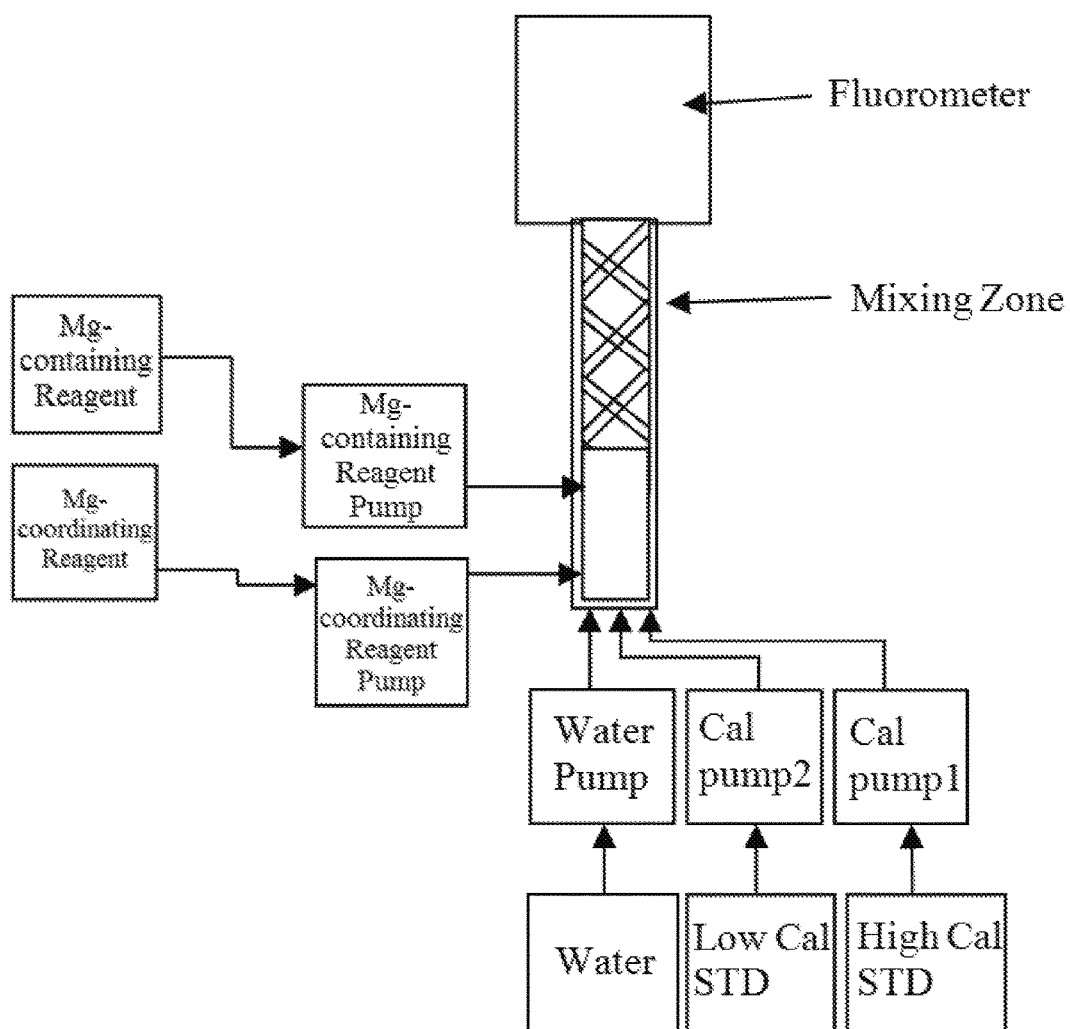 Fluorometer
Mixing Zone
Mg-
containing
Reagent
Mg-
containing
Reagent
Pump
Mg-
coordinating
Reagent
Mg-
coordinating
Reagent
Pump
Water
Pump
Cal
pump2
Cal
pump1
Water
Low Cal
STD
High Cal
STD